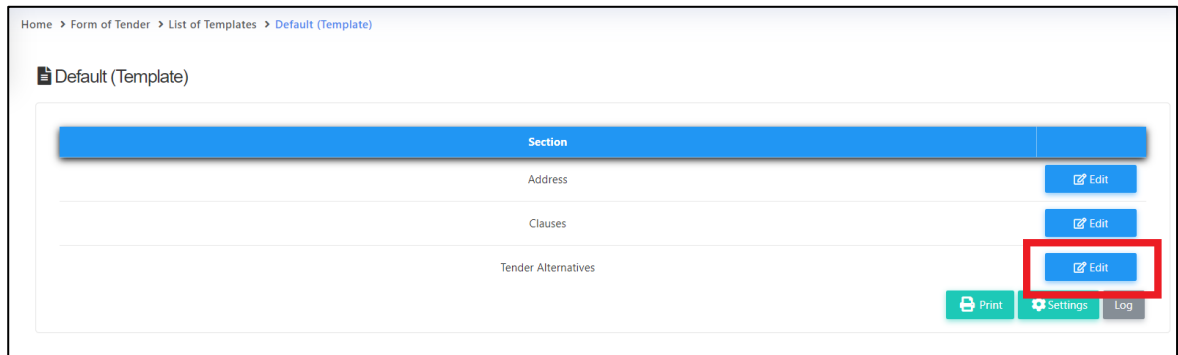 Home > Form of Tender > List of Templates > Default (Template)
Default (Template)
Section
Address Edit
Clauses Edit
Tender Alternatives Edit
Print Settings Log